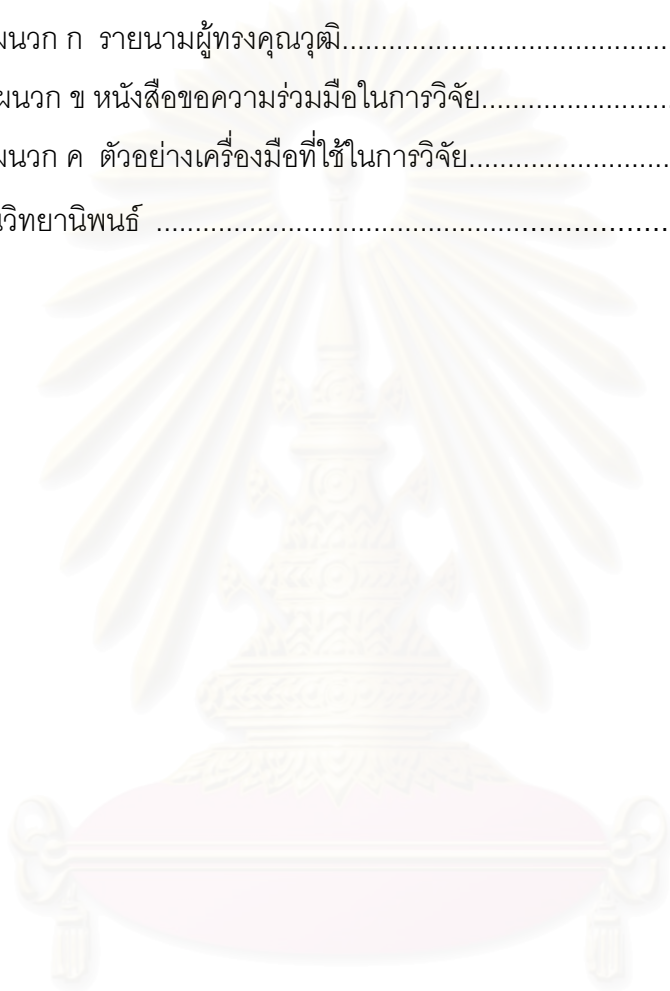 ผนวก ก  รายนามผู้ทรงคุณวุฒิ.....................................
ผนวก ข หนังสือขอความร่วมมือในการวิจัย........................
ผนวก ค  ตัวอย่างเครื่องมือที่ใช้ในการวิจัย.........................
วิทยานิพนธ์ ................................................................